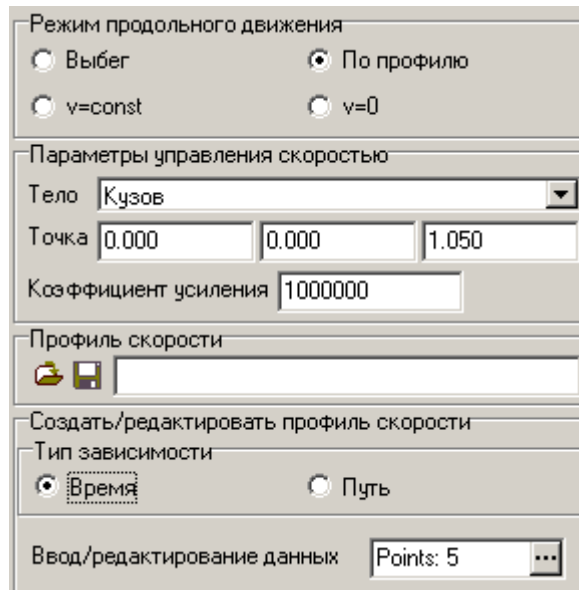 Режим продольного движения
Выбег По профилю
v=const v=0
Параметры управления скоростью
Тело Кузов
Точка 0.000 0.000 1.050
Коэффициент усиления 1000000
Профиль скорости
Создать/редактировать профиль скорости
Тип зависимости
Время Путь
Ввод/редактирование данных Points: 5 ...